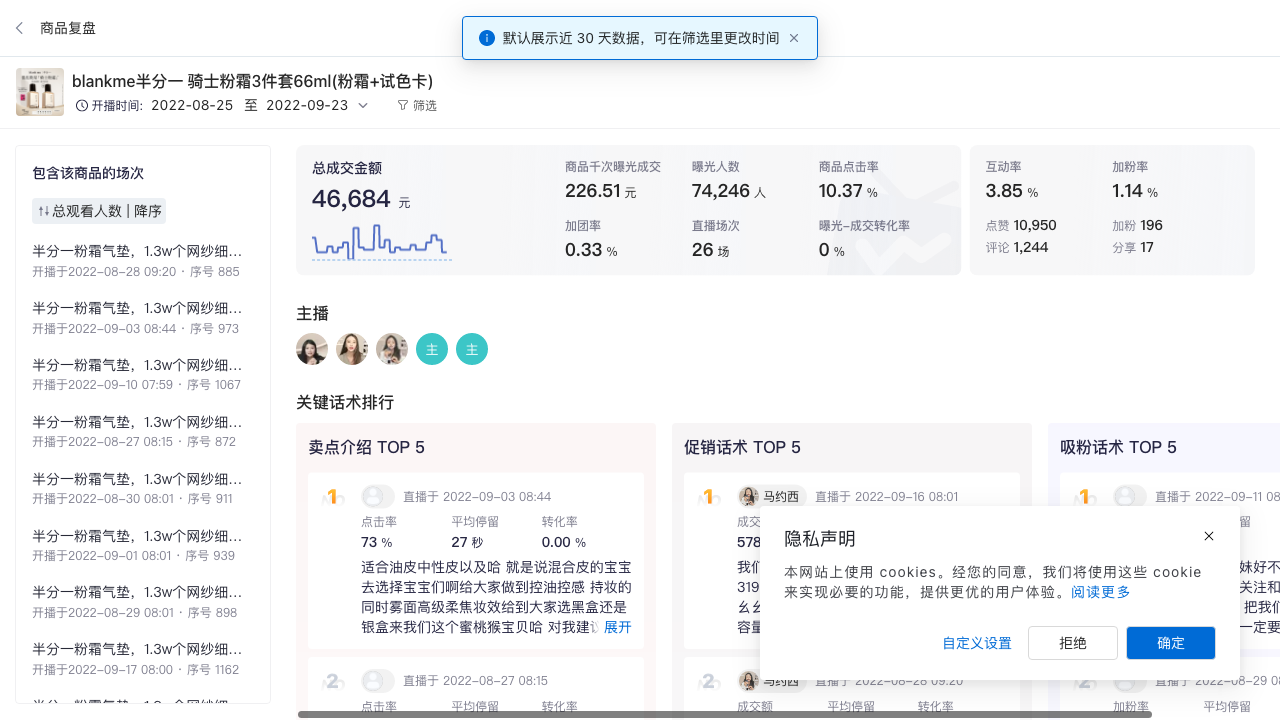 商品复盘
默认展示近 30 天数据，可在筛选里更改时间
blankme半分一 骑士粉霜3件套66ml(粉霜+试色卡)
开播时间: 2022-08-25 至 2022-09-23 筛选
包含该商品的场次
总观看人数 | 降序
半分一粉霜气垫，1.3w个网纱细...
开播于2022-08-28 09:20 · 序号 885
半分一粉霜气垫，1.3w个网纱细...
开播于2022-09-03 08:44 · 序号 973
半分一粉霜气垫，1.3w个网纱细...
开播于2022-09-10 07:59 · 序号 1067
半分一粉霜气垫，1.3w个网纱细...
开播于2022-08-27 08:15 · 序号 872
半分一粉霜气垫，1.3w个网纱细...
开播于2022-08-30 08:01 · 序号 911
半分一粉霜气垫，1.3w个网纱细...
开播于2022-09-01 08:01 · 序号 939
半分一粉霜气垫，1.3w个网纱细...
开播于2022-08-29 08:01 · 序号 898
半分一粉霜气垫，1.3w个网纱细...
开播于2022-09-17 08:00 · 序号 1162
总成交金额
46,684 元
商品千次曝光成交
226.51 元
曝光人数
74,246 人
商品点击率
10.37 %
加团率
0.33 %
直播场次
26 场
曝光-成交转化率
0 %
互动率
3.85 %
点赞 10,950
评论 1,244
加粉率
1.14 %
加粉 196
分享 17
主播
主 主
关键话术排行
卖点介绍 TOP 5
1 直播于 2022-09-03 08:44
点击率 平均停留 转化率
73 % 27 秒 0.00 %
适合油皮中性皮以及哈 就是说混合皮的宝宝
去选择宝宝们啊给大家做到控油控感 持妆的
同时雾面高级柔焦妆效给到大家选黑盒还是
银盒来我们这个蜜桃猴宝贝哈 对我建议 展开
2 直播于 2022-08-27 08:15
点击率 平均停留 转化率
促销话术 TOP 5
1 马约西 直播于 2022-09-16 08:01
成交
578
我们
319
幺幺
容量
2 马约西 直播于 2022-08-28 09:20
成交额 平均停留 转化率
吸粉话术 TOP 5
1 直播于 2022-09-11 08
留
妹好不
关注和
把我们
一定要
2 直播于 2022-08-29 08
加粉率 平均停留
隐私声明
本网站上使用 cookies。经您的同意，我们将使用这些 cookie
来实现必要的功能，提供更优的用户体验。阅读更多
自定义设置 拒绝 确定